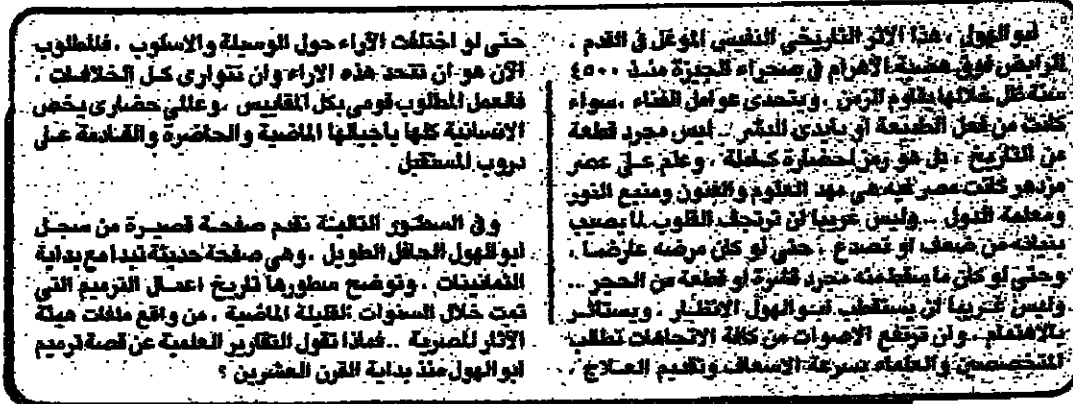 أبو الهول ، هذا الأثر التاريخي النفيس الموغل في القدم ،
الرابض فوق هضبة الأهرام في صحراء الجيزة منذ ٤٥٠٠
سنة ظل خلالها يقاوم الزمن ، ويتحدى عوامل الفناء ، سواء
كانت من فعل الطبيعة أو بأيدي البشر .. ليس مجرد قطعة
من التاريخ ، بل هو رمز لحضارة كاملة ، وعلم على عصر
مزدهر كانت مصر فيه هي مهد العلوم والفنون ومنبع النور
ومعلمة الدول .. وليس غريبا أن ترتجف القلوب لما يصيب
بنيانه من ضعف أو تصدع ، حتى لو كان مرضه عارضا ،
وحتى لو كان ما سقط منه مجرد قشرة أو قطعة من الحجر ..
وليس غريبا أن يستقطب أبو الهول الأنظار ، ويستأثر
بالاهتمام ، وأن ترتفع الأصوات من كافة الاتجاهات تطالب
المتخصصين والعلماء بسرعة الاسعاف وتقديم العلاج ،
حتى لو اختلفت الآراء حول الوسيلة والاسلوب ، فالمطلوب
الآن هو أن تتحد هذه الآراء وأن تتوارى كل الخلافات ،
فالعمل المطلوب قومي بكل المقاييس ، وعالمي حضاري يخص
الانسانية كلها بأجيالها الماضية والحاضرة والقادمة على
دروب المستقبل .
وفي السطور التالية نقدم صفحة قصيرة من سجل
أبو الهول الحافل الطويل ، وهي صفحة حديثة تبدأ مع بداية
الثمانينات ، وتوضح سطورها تاريخ اعمال الترميم التي
تمت خلال السنوات القليلة الماضية ، من واقع ملفات هيئة
الآثار المصرية .. فماذا تقول التقارير العلمية عن قصة ترميم
أبو الهول منذ بداية القرن العشرين ؟